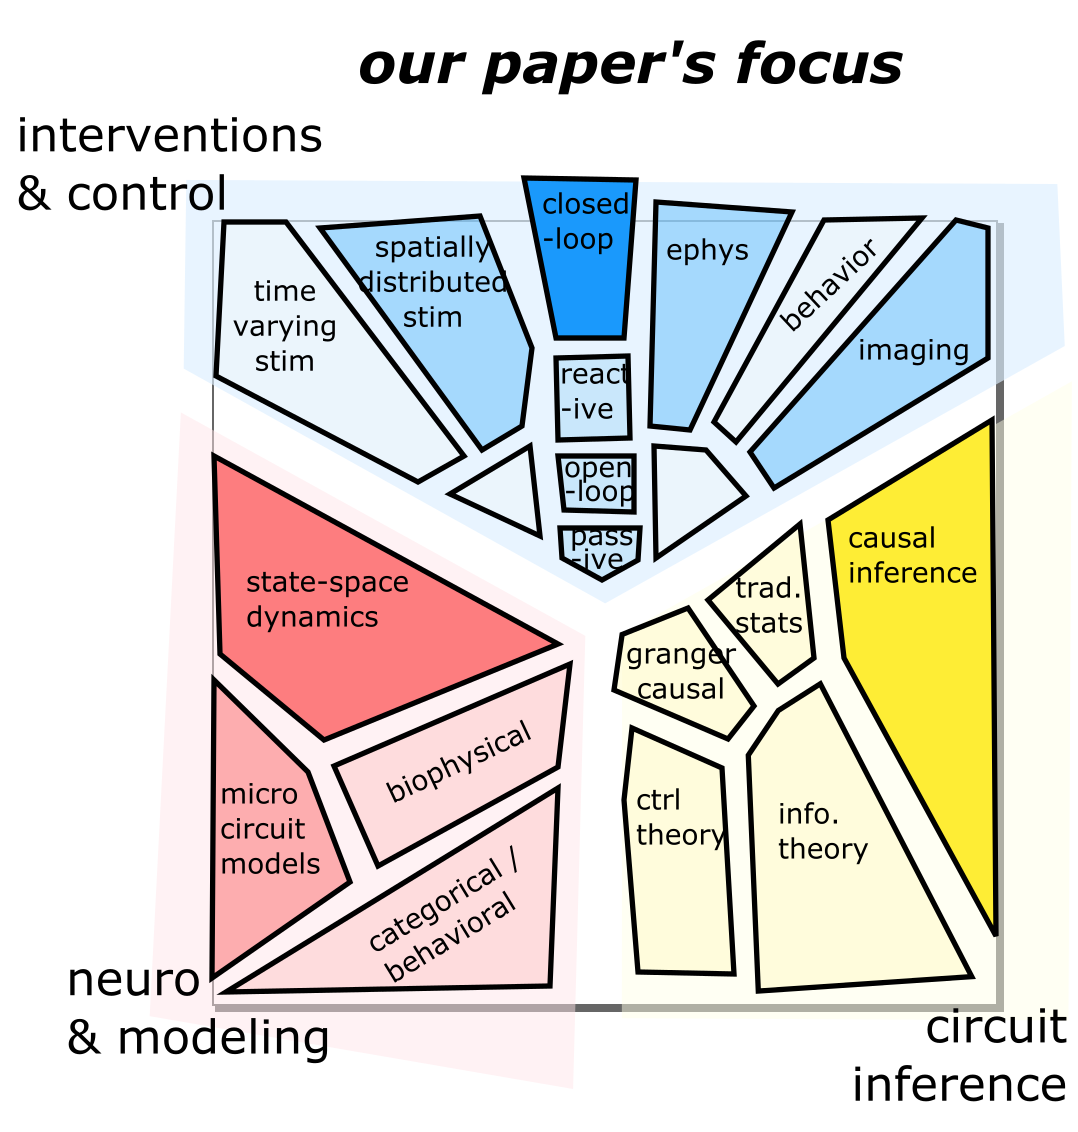 our paper's focus
interventions
& control
time
varying
stim
spatially
distributed
stim
closed
-loop
ephys
behavior
imaging
react
-ive
open
-loop
pass
-ive
state-space
dynamics
micro
circuit
models
biophysical
categorical /
behavioral
neuro
& modeling
causal
inference
trad.
stats
granger
causal
ctrl
theory
info.
theory
circuit
inference